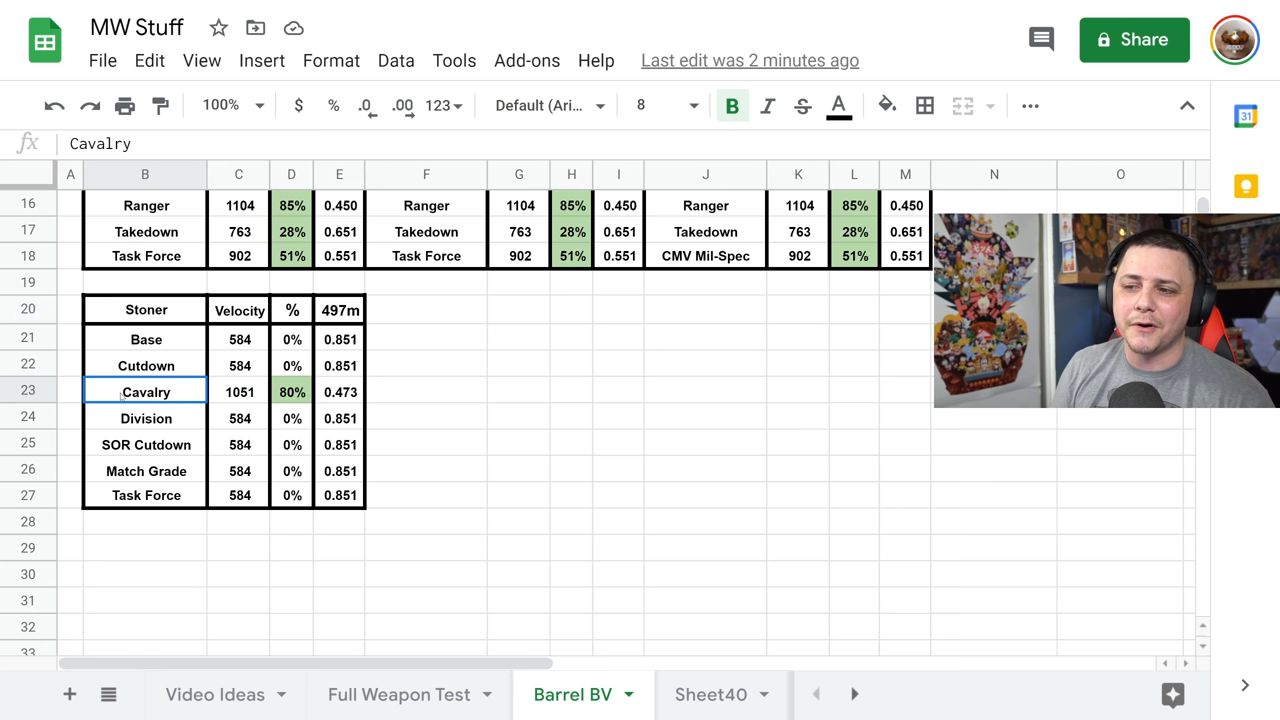 MW Stuff
Share
File Edit View Insert Format Data Tools Add-ons Help Last edit was 2 minutes ago
100% $ % .0 .00 123 Default (Ari... 8 B I S A
fx Cavalry
A B C D E F G H I J K L M N O
16 Ranger 1104 85% 0.450 Ranger 1104 85% 0.450 Ranger 1104 85% 0.450
17 Takedown 763 28% 0.651 Takedown 763 28% 0.651 Takedown 763 28% 0.651
18 Task Force 902 51% 0.551 Task Force 902 51% 0.551 CMV Mil-Spec 902 51% 0.551
19
20 Stoner Velocity % 497m
21 Base 584 0% 0.851
22 Cutdown 584 0% 0.851
23 Cavalry 1051 80% 0.473
24 Division 584 0% 0.851
25 SOR Cutdown 584 0% 0.851
26 Match Grade 584 0% 0.851
27 Task Force 584 0% 0.851
28
29
30
31
32
33
Video Ideas Full Weapon Test Barrel BV Sheet40
31